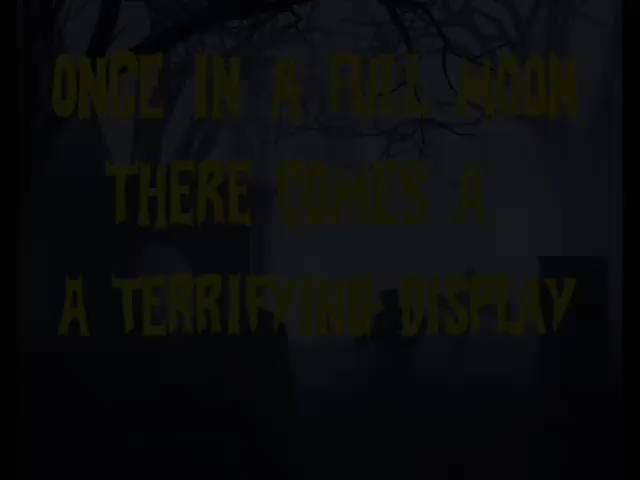 ONCE IN A FULL MOON
THERE COMES A
A TERRIFYING DISPLAY